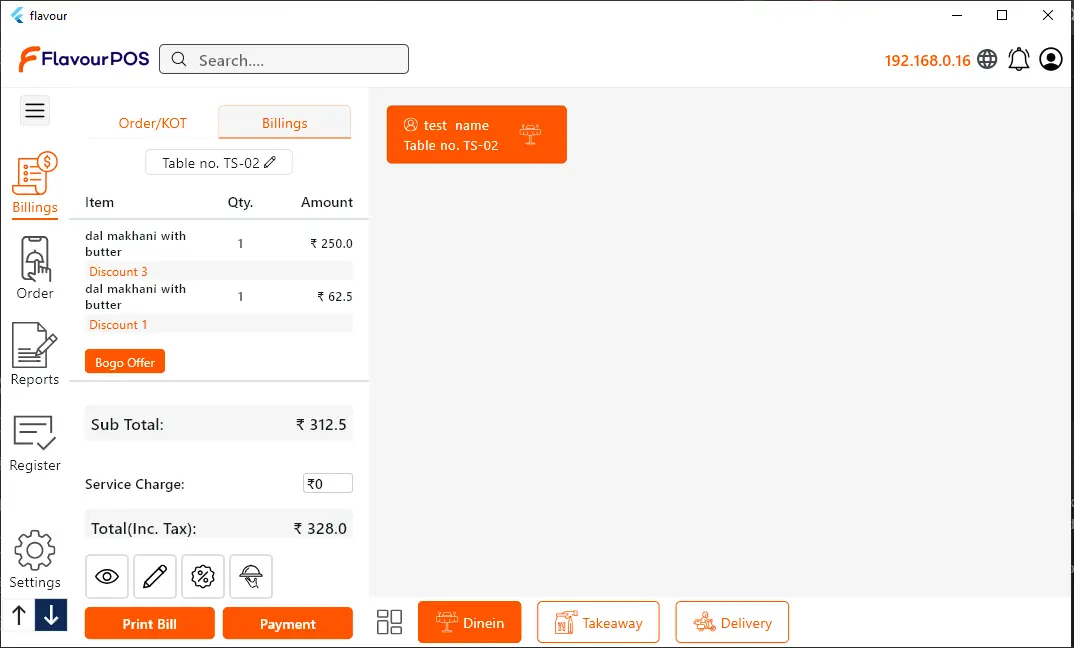 flavour
FlavourPOS
Search....
192.168.0.16
Order/KOT
Billings
Table no. TS-02
Item Qty. Amount
dal makhani with
butter
1 ₹ 250.0
Discount 3
dal makhani with
butter
1 ₹ 62.5
Discount 1
Bogo Offer
Sub Total: ₹ 312.5
Service Charge: ₹0
Total(Inc. Tax): ₹ 328.0
Print Bill
Payment
Billings
Order
Reports
Register
Settings
test name
Table no. TS-02
Dinein
Takeaway
Delivery